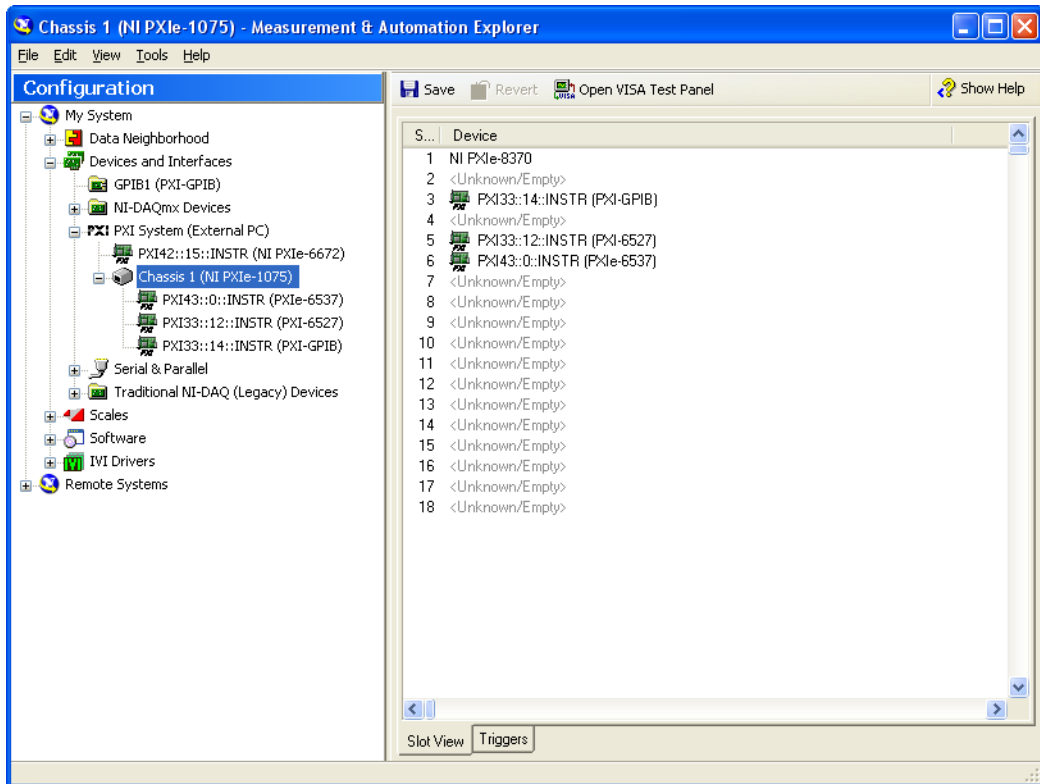 Chassis 1 (NI PXIe-1075) - Measurement & Automation Explorer
File Edit View Tools Help
Configuration
My System
Data Neighborhood
Devices and Interfaces
GPIB1 (PXI-GPIB)
NI-DAQmx Devices
PXI PXI System (External PC)
PXI42::15::INSTR (NI PXIe-6672)
Chassis 1 (NI PXIe-1075)
PXI43::0::INSTR (PXIe-6537)
PXI33::12::INSTR (PXI-6527)
PXI33::14::INSTR (PXI-GPIB)
Serial & Parallel
Traditional NI-DAQ (Legacy) Devices
Scales
Software
IVI Drivers
Remote Systems
Save Revert Open VISA Test Panel Show Help
S... Device
1 NI PXIe-8370
2 <Unknown/Empty>
3 PXI33::14::INSTR (PXI-GPIB)
4 <Unknown/Empty>
5 PXI33::12::INSTR (PXI-6527)
6 PXI43::0::INSTR (PXIe-6537)
7 <Unknown/Empty>
8 <Unknown/Empty>
9 <Unknown/Empty>
10 <Unknown/Empty>
11 <Unknown/Empty>
12 <Unknown/Empty>
13 <Unknown/Empty>
14 <Unknown/Empty>
15 <Unknown/Empty>
16 <Unknown/Empty>
17 <Unknown/Empty>
18 <Unknown/Empty>
Slot View Triggers